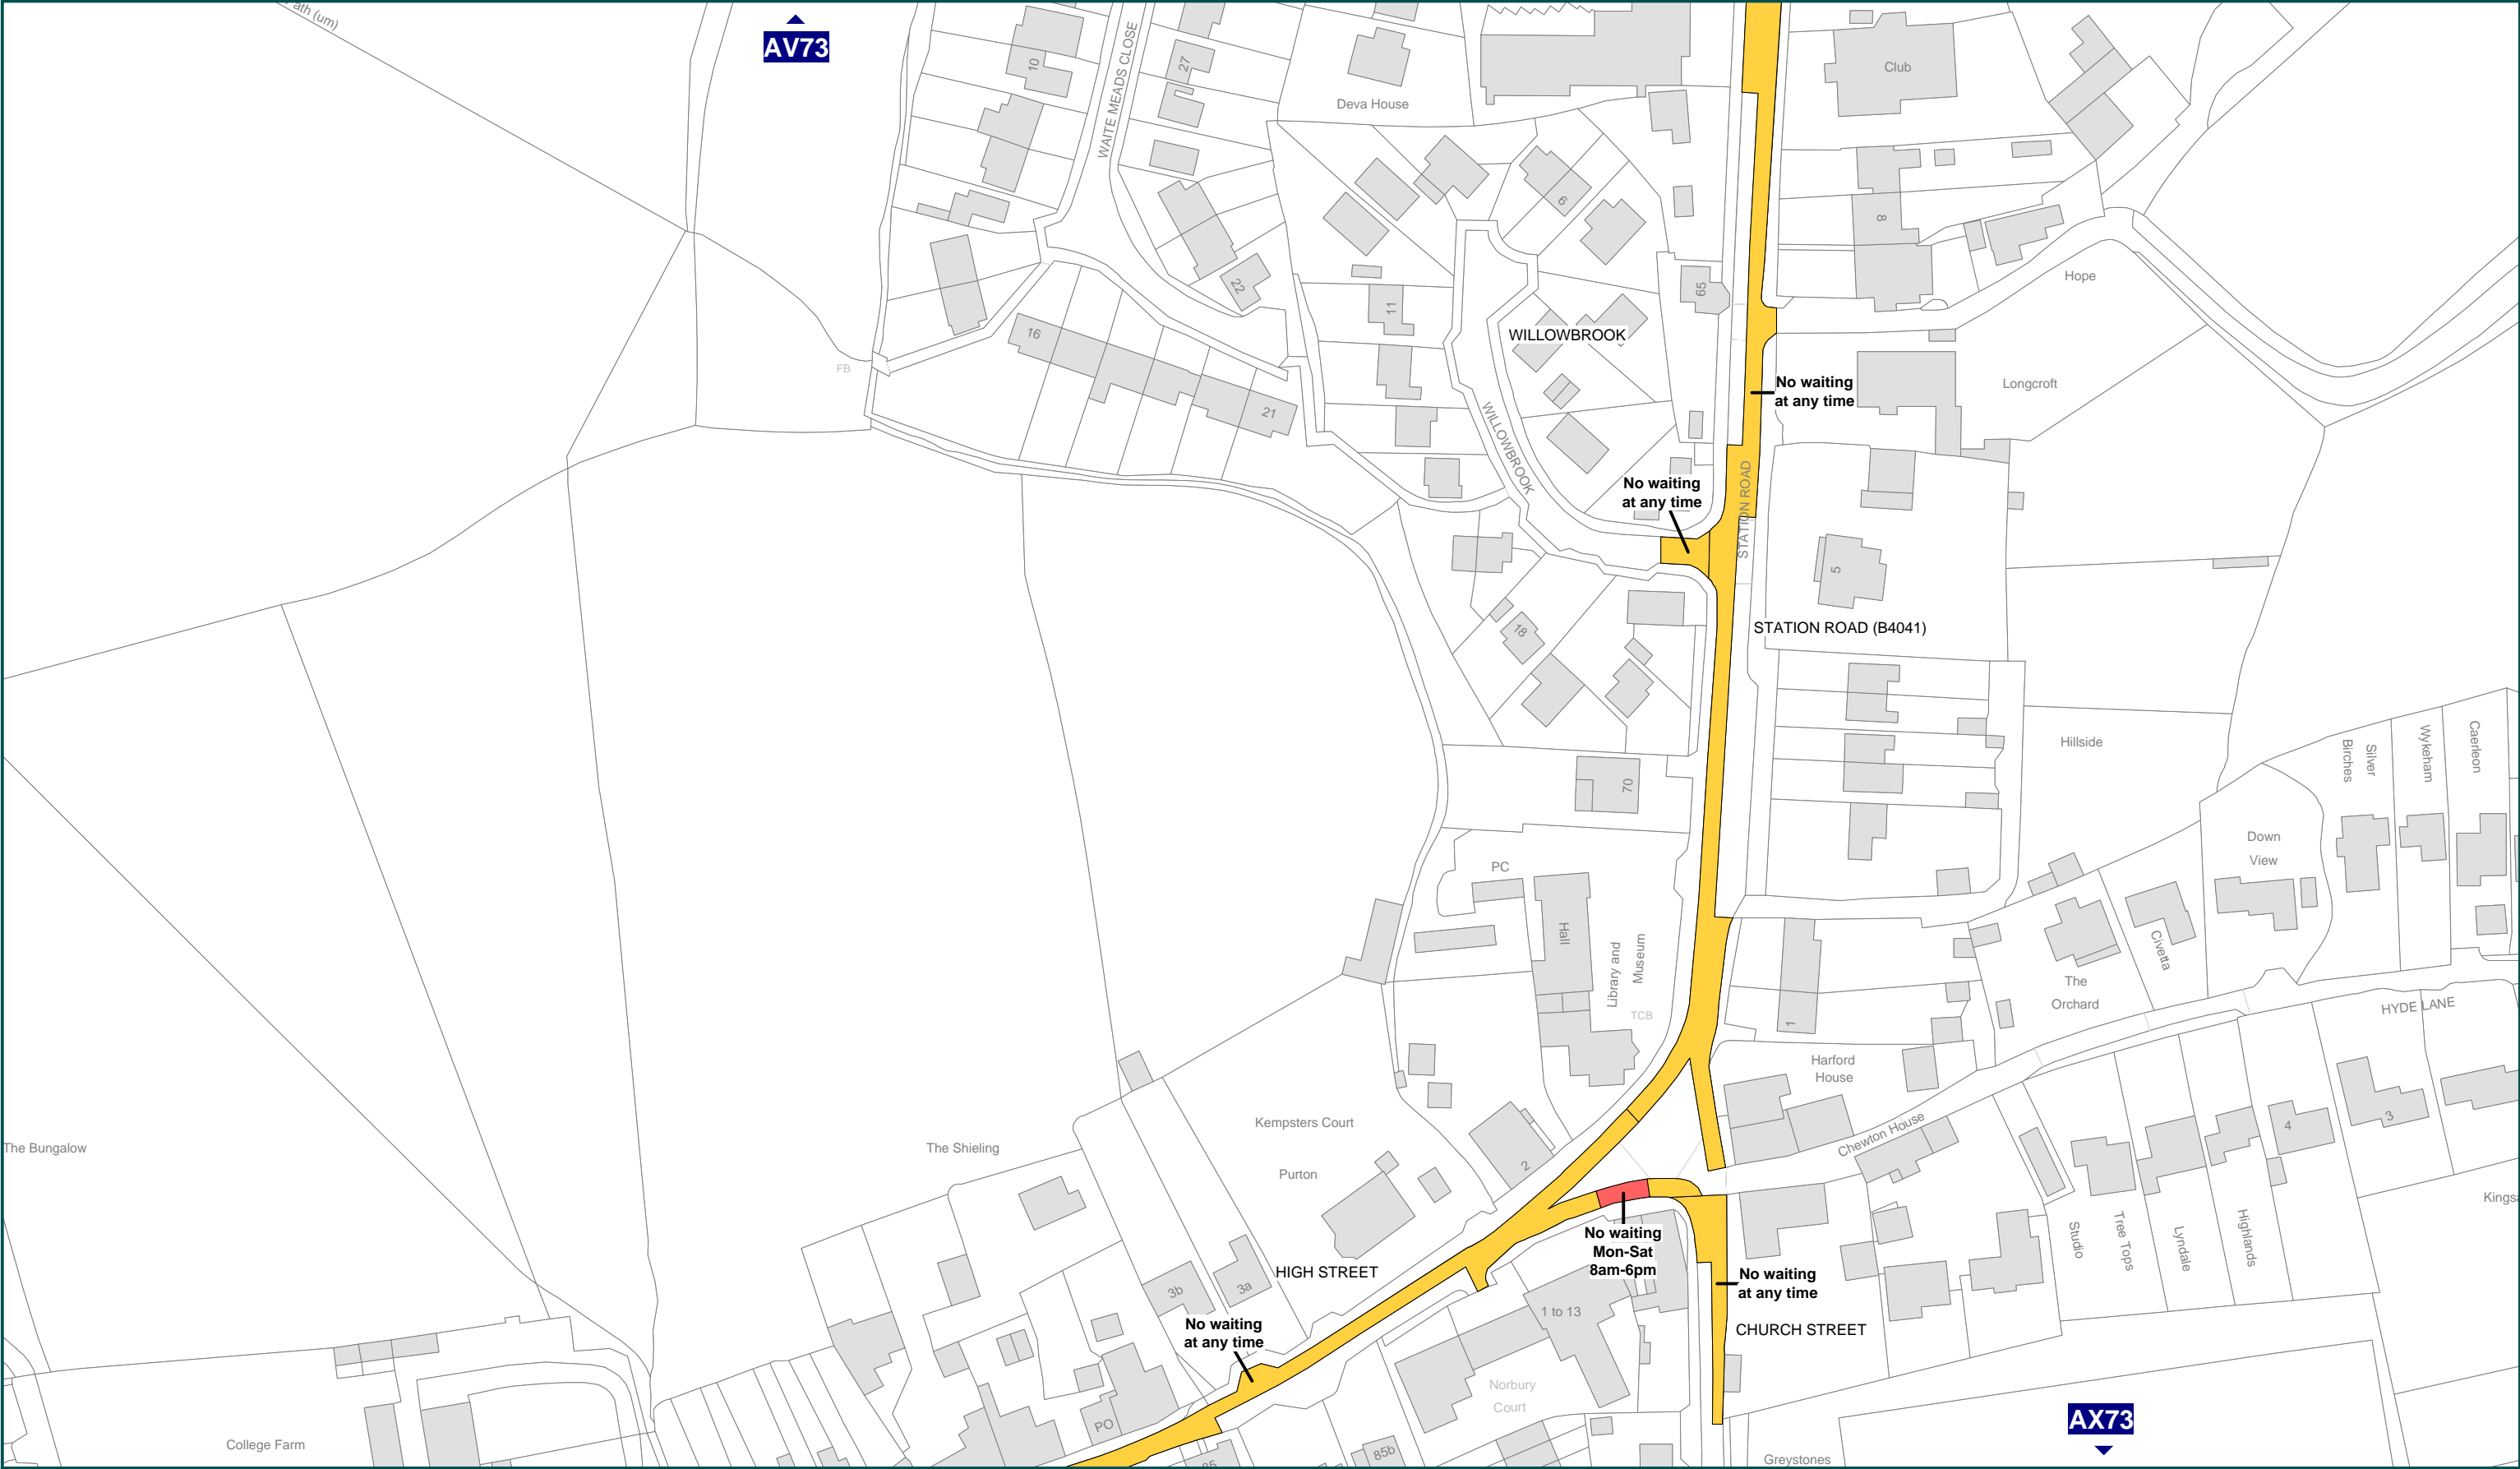 AV73
10
WAITE MEADS CLOSE
27
Deva House
Club
6
8
22
65
Hope
11
16
WILLOWBROOK
FB
Longcroft
No waiting
at any time
21
WILLOWBROOK
STATION ROAD
No waiting
at any time
5
18
STATION ROAD (B4041)
Hillside
Silver
Birches
Wykeham
Caerleon
70
Down
View
PC
Hall
Library and
Museum
TCB
Civetta
The
Orchard
HYDE LANE
1
Harford
House
Chewton House
3
4
Kempsters Court
Purton
2
The Bungalow
The Shieling
Studio
Tree Tops
Lyndale
Highlands
No waiting
Mon-Sat
8am-6pm
HIGH STREET
3b
3a
No waiting
at any time
1 to 13
No waiting
at any time
CHURCH STREET
Norbury
Court
PO
College Farm
85b
AX73
Greystones